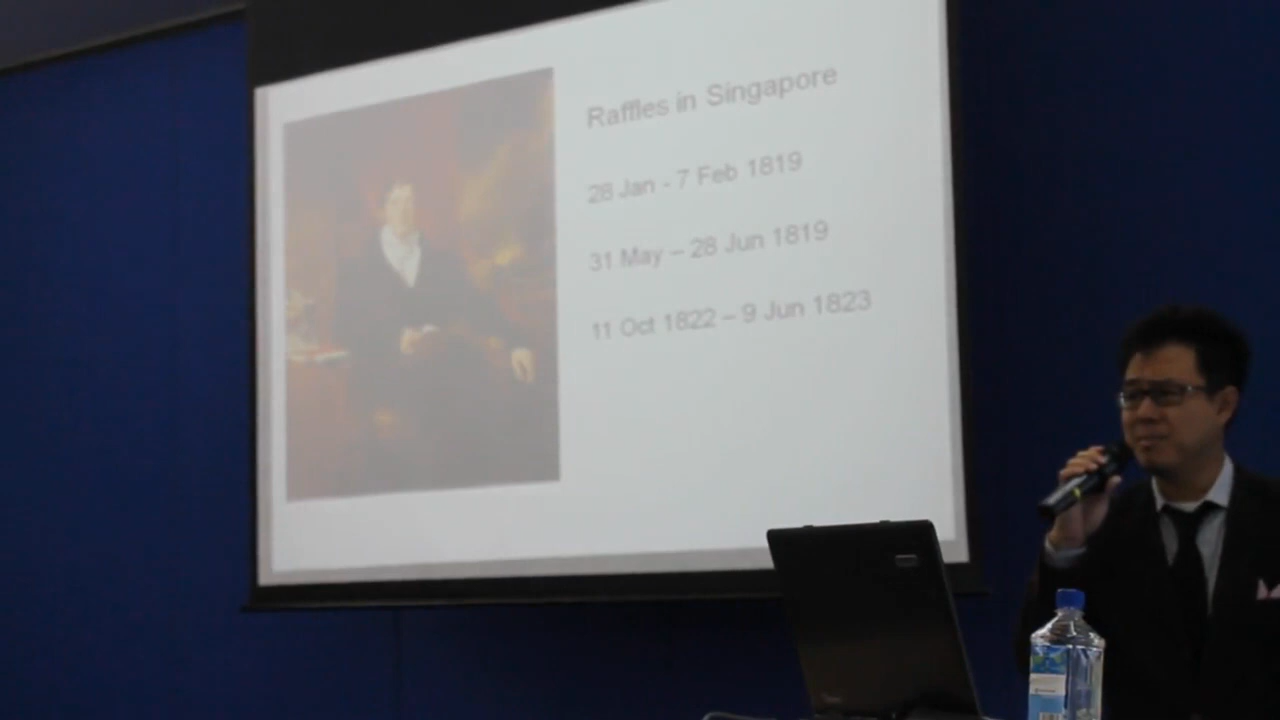 Raffles in Singapore
28 Jan - 7 Feb 1819
31 May – 28 Jun 1819
11 Oct 1822 – 9 Jun 1823